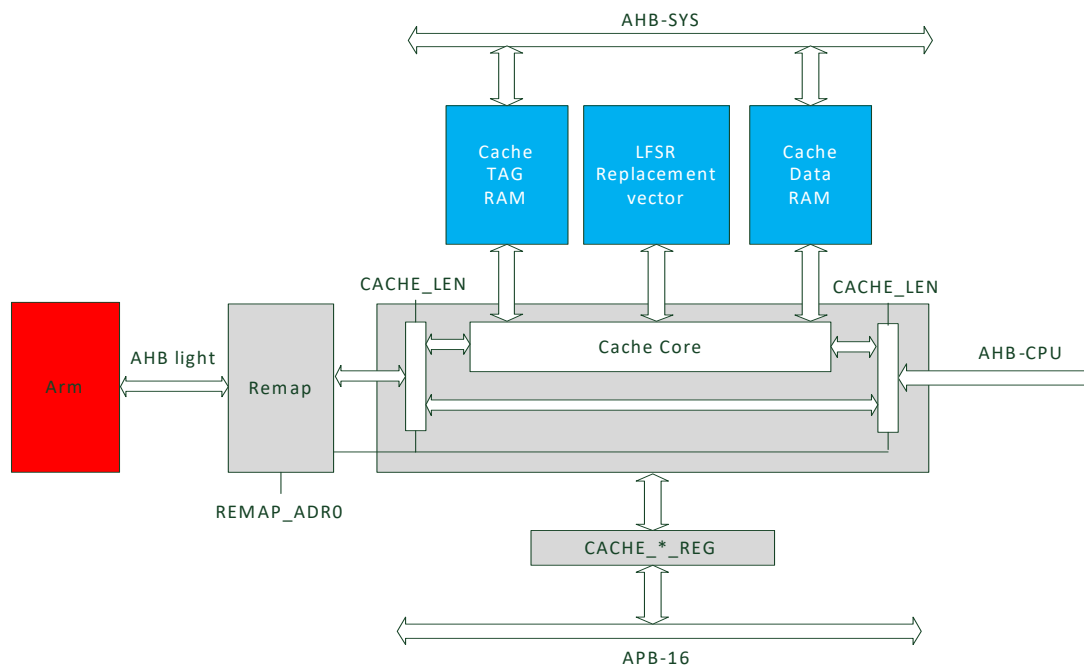 AHB-SYS
Cache
TAG
RAM
LFSR
Replacement
vector
Cache
Data
RAM
CACHE_LEN
CACHE_LEN
Arm
AHB light
Remap
Cache Core
AHB-CPU
REMAP_ADR0
CACHE_*_REG
APB-16